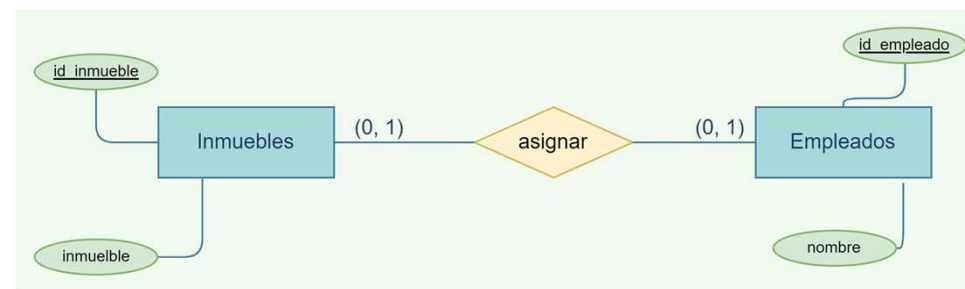 id_empleado
id_inmueble
Inmuebles
(0, 1)
asignar
(0, 1)
Empleados
inmuelble
nombre